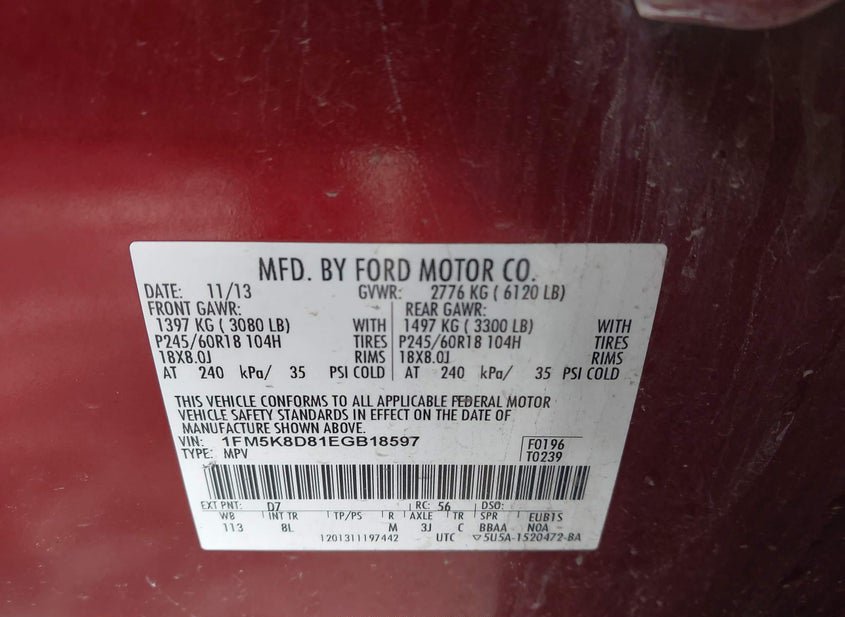 MFD. BY FORD MOTOR CO.
DATE: 11/13 GVWR: 2776 KG ( 6120 LB)
FRONT GAWR: REAR GAWR:
1397 KG ( 3080 LB) WITH 1497 KG ( 3300 LB) WITH
P245/60R18 104H TIRES P245/60R18 104H TIRES
18X8.0J RIMS 18X8.0J RIMS
AT 240 kPa/ 35 PSI COLD AT 240 kPa/ 35 PSI COLD
THIS VEHICLE CONFORMS TO ALL APPLICABLE FEDERAL MOTOR
VEHICLE SAFETY STANDARDS IN EFFECT ON THE DATE OF
MANUFACTURE SHOWN ABOVE.
VIN: 1FM5K8D81EGB18597 F0196
TYPE: MPV T0239
EXT PNT: D7 RC: 56 DSO:
WB INT TR TP/PS R AXLE TR SPR EUBTS
113 8L M 3J C BBAA NOA
1201311197442 UTC ▽5U5A-1520472-BA